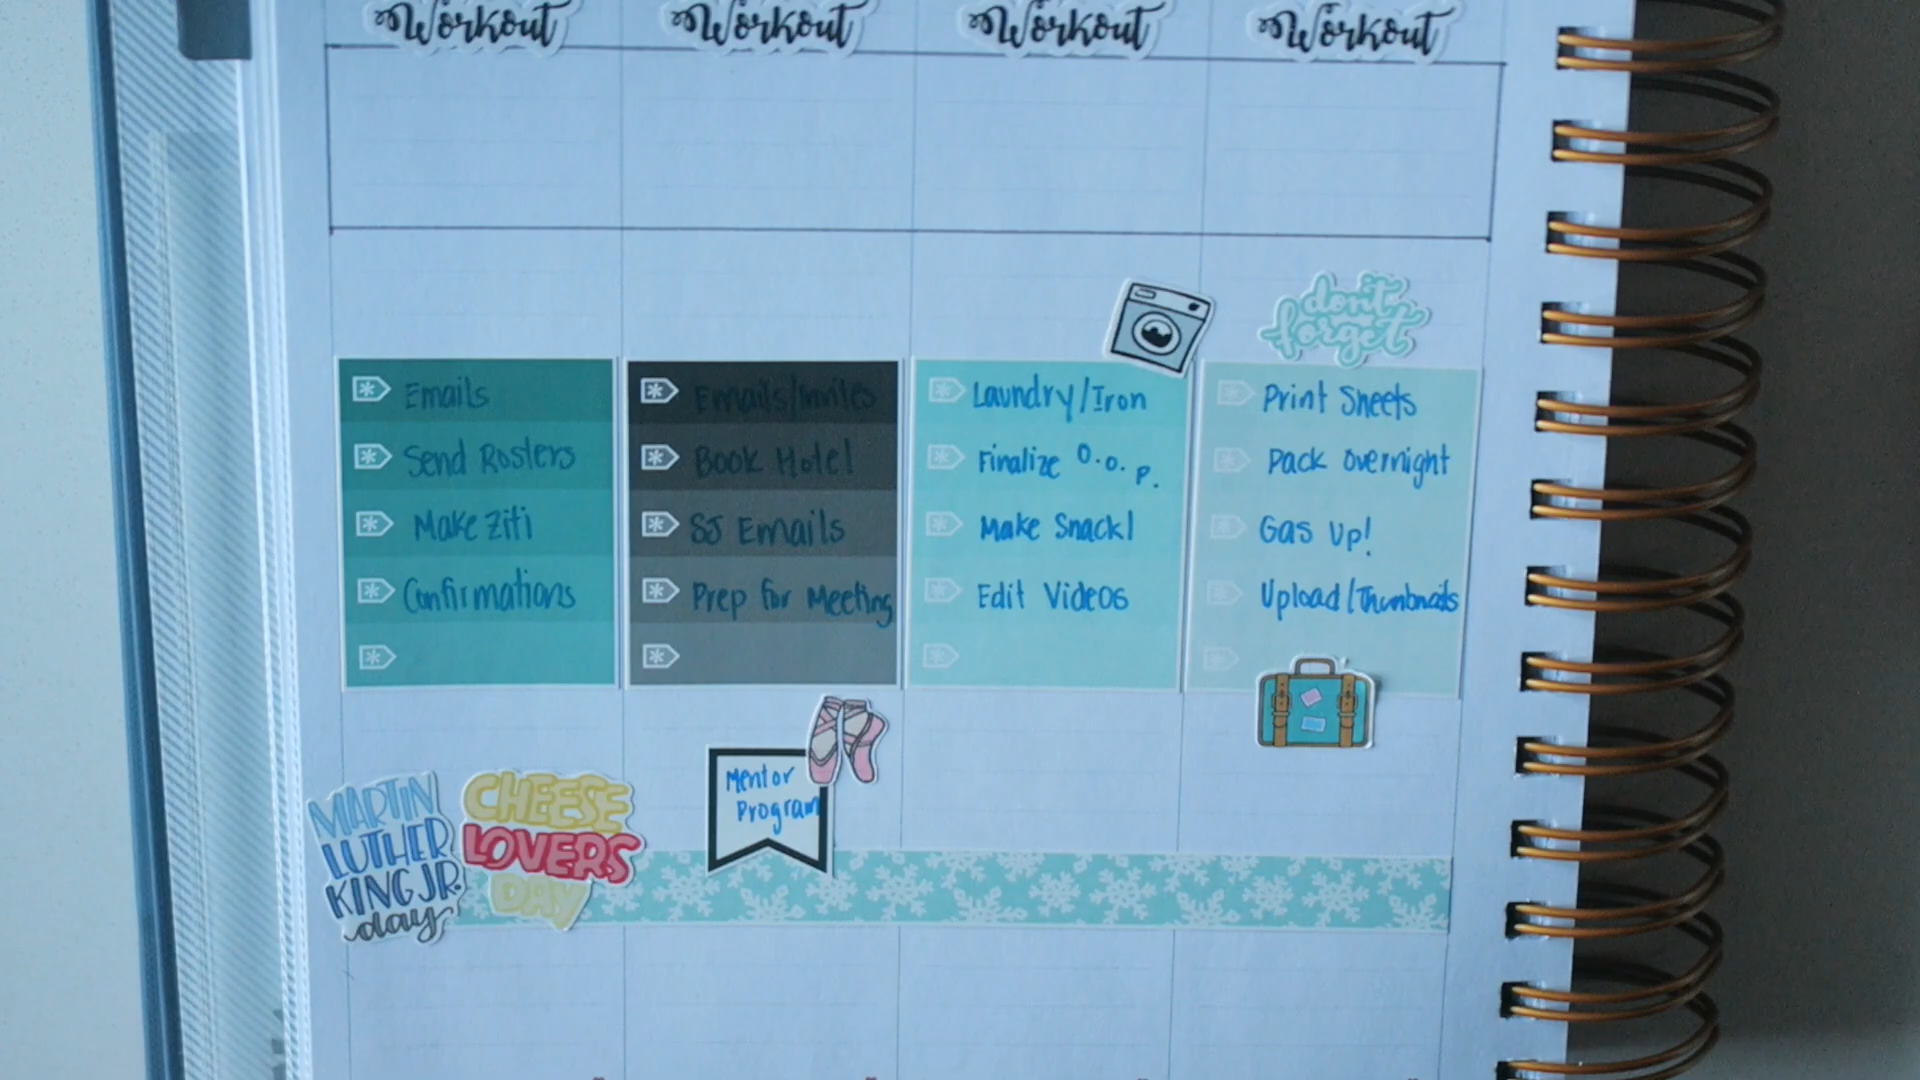 Workout
Workout
Workout
Workout
don't
forget
Emails
Send Rosters
Make Ziti
Confirmations
Emails/Invites
Book Hotel
SJ Emails
Prep for Meeting
Laundry/Iron
Finalize O.O.P.
Make Snack!
Edit Videos
Print Sheets
Pack Overnight
Gas Up!
Upload/Thumbnails
Mentor
Program
MARTIN
LUTHER
KING JR.
day
CHEESE
LOVERS
DAY